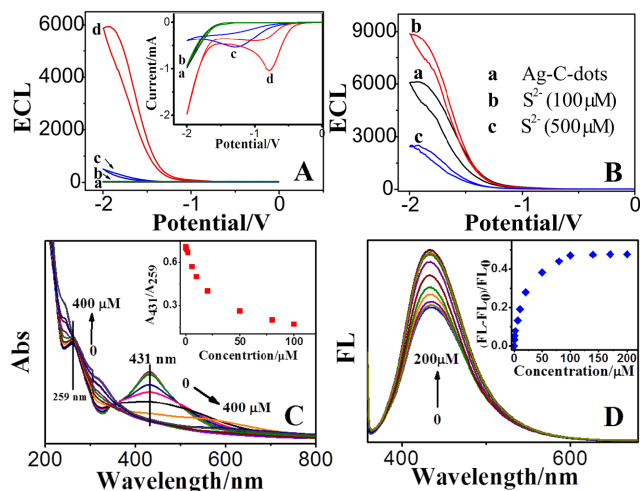 6000
4000
2000
0
ECL
d
c
b
a
A
-2
-1
0
Potential/V
0
-1
-2
Current/mA
b
a
c
d
-2
-1
0
Potential/V
9000
6000
3000
0
ECL
b
a
c
a Ag-C-dots
b S²⁻ (100μM)
c S²⁻ (500μM)
B
-2
-1
0
Potential/V
Abs
400 μM
0
259 nm
431 nm
0
400 μM
C
200 400 600 800
Wavelength/nm
A431/A259
0.6
0.3
0 50 100
Concentrtion/μM
FL
200μM
0
D
400 600
Wavelength/nm
(FL-FL0)/FL0
0.4
0.2
0.0
0 50 100 150 200
Concentration/μM